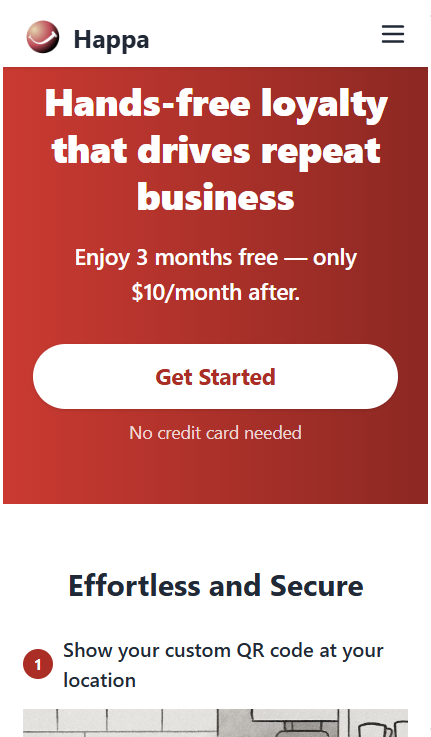 Happa
Hands-free loyalty
that drives repeat
business
Enjoy 3 months free — only
$10/month after.
Get Started
No credit card needed
Effortless and Secure
1
Show your custom QR code at your
location